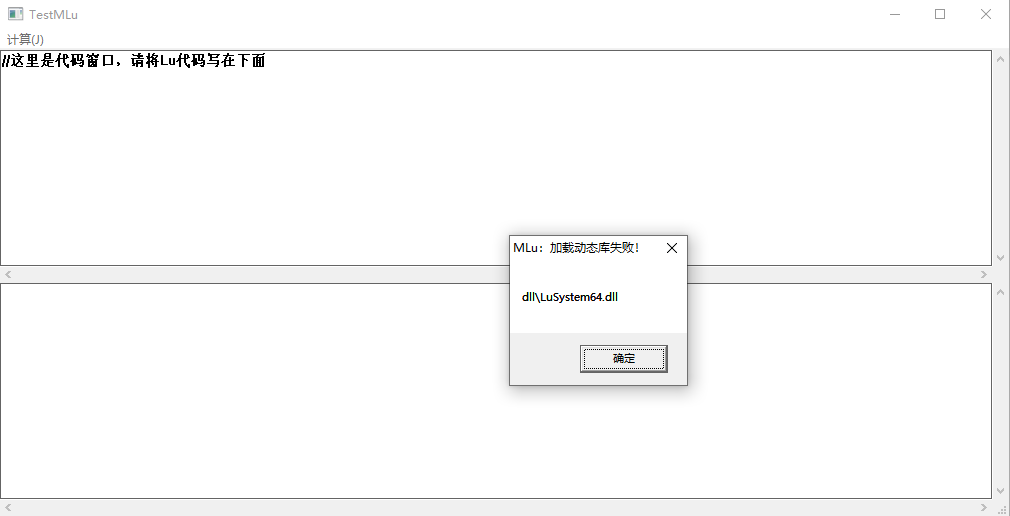 TestMLu
计算(J)
//这里是代码窗口，请将Lu代码写在下面
MLu：加载动态库失败！
dll\LuSystem64.dll
确定